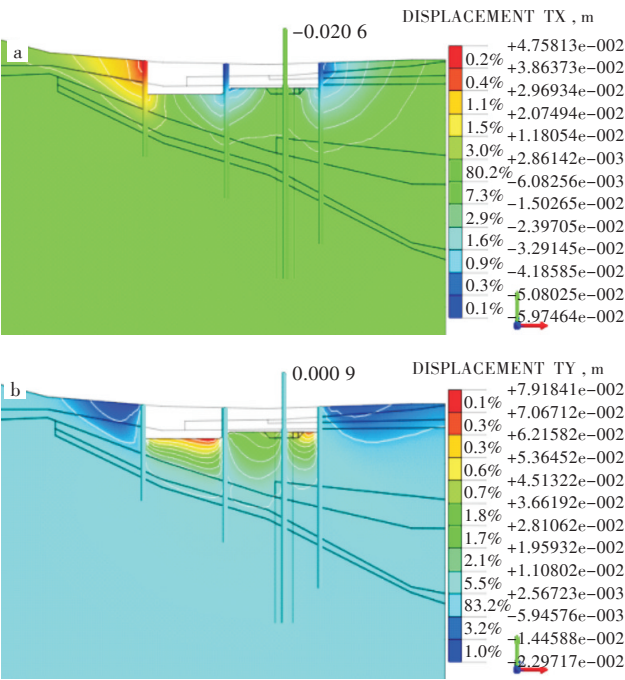 DISPLACEMENT TX , m
a
−0.020 6
+4.75813e−002
0.2%
+3.86373e−002
0.4%
+2.96934e−002
1.1%
+2.07494e−002
1.5%
+1.18054e−002
3.0%
+2.86142e−003
80.2%
−6.08256e−003
7.3%
−1.50265e−002
2.9%
−2.39705e−002
1.6%
−3.29145e−002
0.9%
−4.18585e−002
0.3%
−5.08025e−002
0.1%
−5.97464e−002
DISPLACEMENT TY , m
b
0.000 9
+7.91841e−002
0.1%
+7.06712e−002
0.3%
+6.21582e−002
0.3%
+5.36452e−002
0.6%
+4.51322e−002
0.7%
+3.66192e−002
1.8%
+2.81062e−002
1.7%
+1.95932e−002
2.1%
+1.10802e−002
5.5%
+2.56723e−003
83.2%
−5.94576e−003
3.2%
−1.44588e−002
1.0%
−2.29717e−002